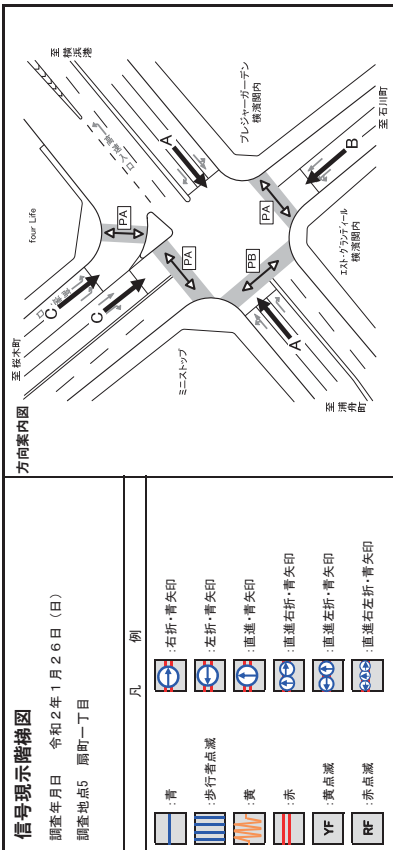 信号現示階梯図
調査年月日　令和２年１月２６日（日）
調査地点5　扇町一丁目
凡　例
:青
:右折・青矢印
:歩行者点滅
:左折・青矢印
:黄
:直進・青矢印
:赤
:直進右折・青矢印
YF :黄点滅
:直進左折・青矢印
RF :赤点滅
:直進右左折・青矢印
方向案内図
至 桜木町
four Life
至 横浜港
高速入口
C
C
PA
A
PA
PA
PB
A
B
ミニストップ
プレジャーガーデン
横濱関内
エスト・グランディール
横濱関内
至 浦舟町
至 石川町